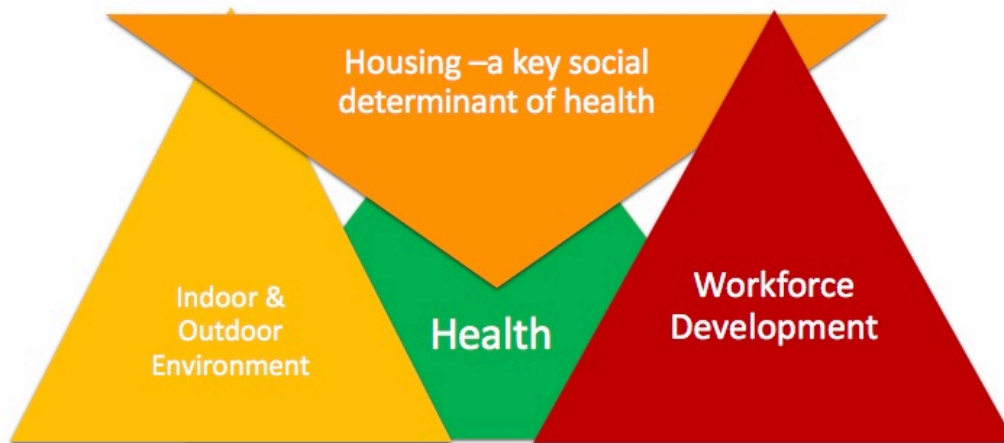 Housing –a key social
determinant of health
Indoor &
Outdoor
Environment
Health
Workforce
Development